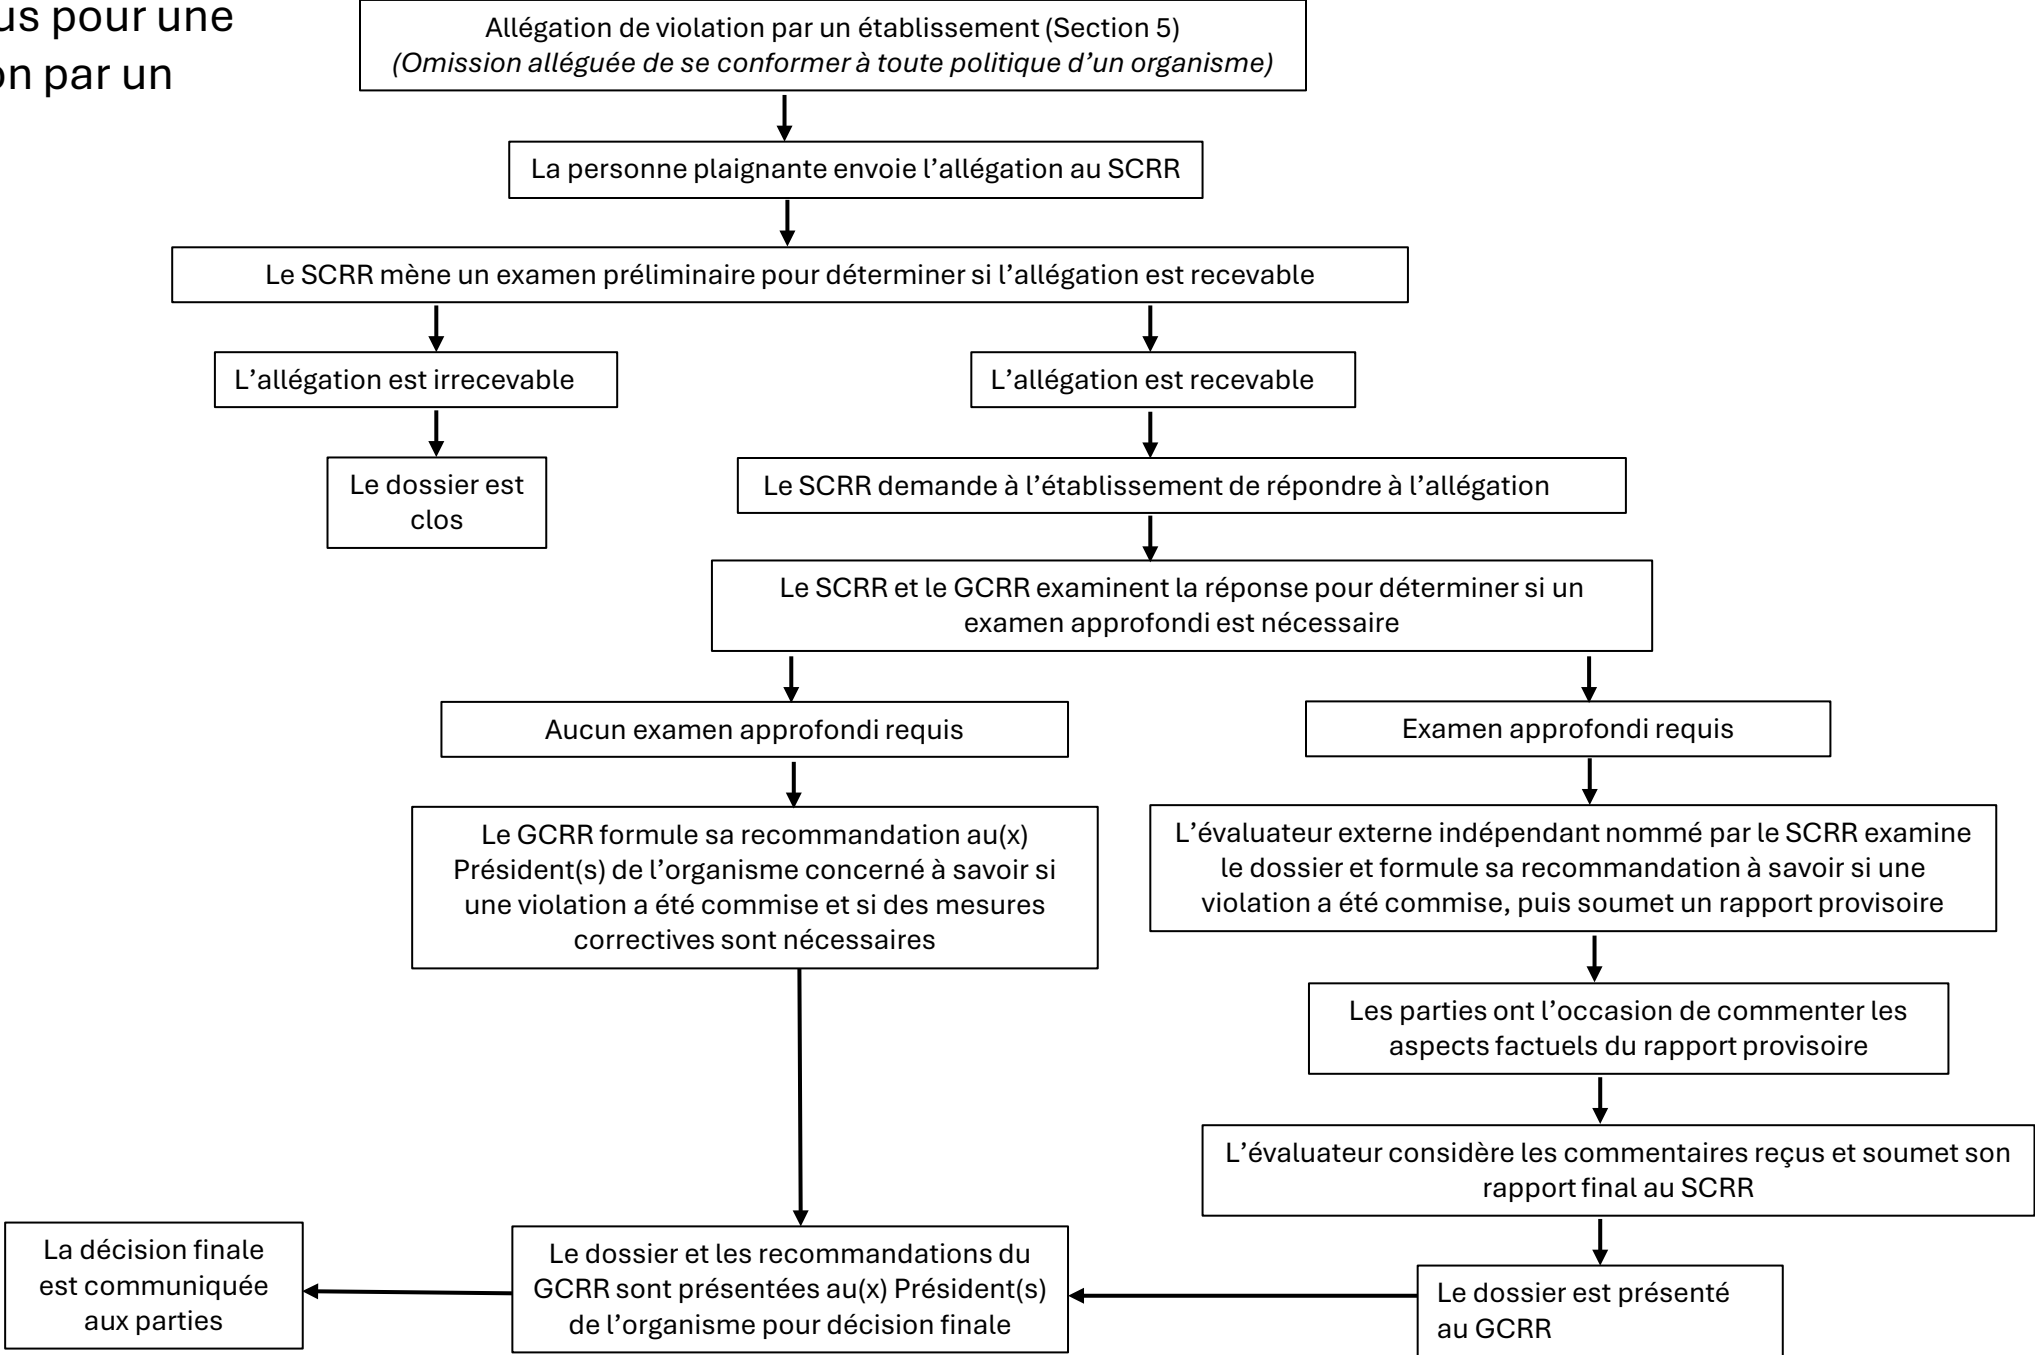 us pour une
on par un
Allégation de violation par un établissement (Section 5)
(Omission alléguée de se conformer à toute politique d’un organisme)
La personne plaignante envoie l’allégation au SCRR
Le SCRR mène un examen préliminaire pour déterminer si l’allégation est recevable
L’allégation est irrecevable
L’allégation est recevable
Le dossier est
clos
Le SCRR demande à l’établissement de répondre à l’allégation
Le SCRR et le GCRR examinent la réponse pour déterminer si un
examen approfondi est nécessaire
Aucun examen approfondi requis
Examen approfondi requis
Le GCRR formule sa recommandation au(x)
Président(s) de l’organisme concerné à savoir si
une violation a été commise et si des mesures
correctives sont nécessaires
L’évaluateur externe indépendant nommé par le SCRR examine
le dossier et formule sa recommandation à savoir si une
violation a été commise, puis soumet un rapport provisoire
Les parties ont l’occasion de commenter les
aspects factuels du rapport provisoire
L’évaluateur considère les commentaires reçus et soumet son
rapport final au SCRR
La décision finale
est communiquée
aux parties
Le dossier et les recommandations du
GCRR sont présentées au(x) Président(s)
de l’organisme pour décision finale
Le dossier est présenté
au GCRR